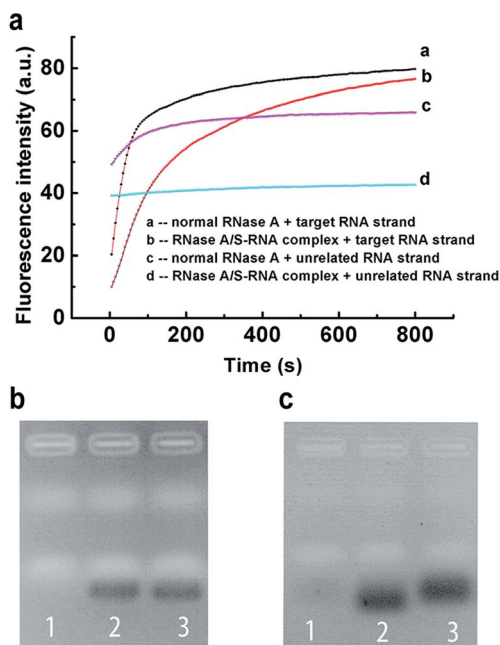 a
Fluorescence intensity (a.u.)
80
60
40
20
0
a
b
c
d
a -- normal RNase A + target RNA strand
b -- RNase A/S-RNA complex + target RNA strand
c -- normal RNase A + unrelated RNA strand
d -- RNase A/S-RNA complex + unrelated RNA strand
0 200 400 600 800
Time (s)
b
1 2 3
c
1 2 3